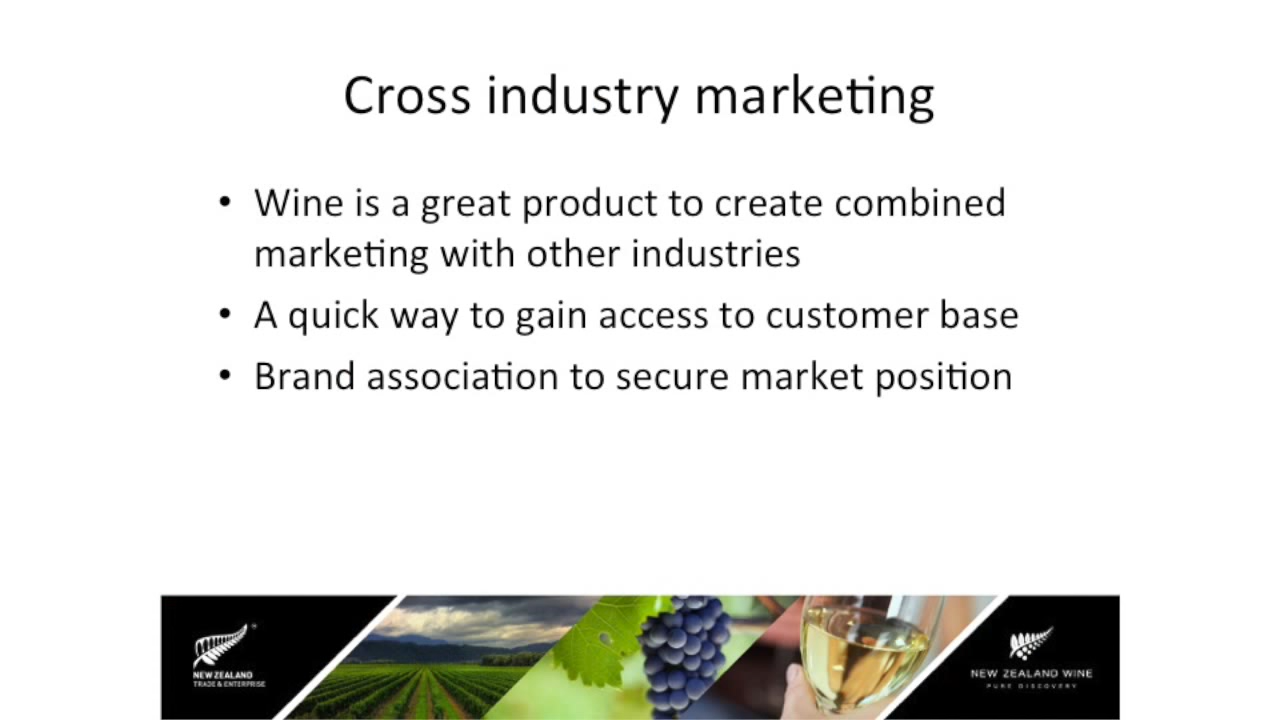 Cross industry marketing
• Wine is a great product to create combined
marketing with other industries
• A quick way to gain access to customer base
• Brand association to secure market position
NEW ZEALAND
TRADE & ENTERPRISE
NEW ZEALAND WINE
PURE DISCOVERY